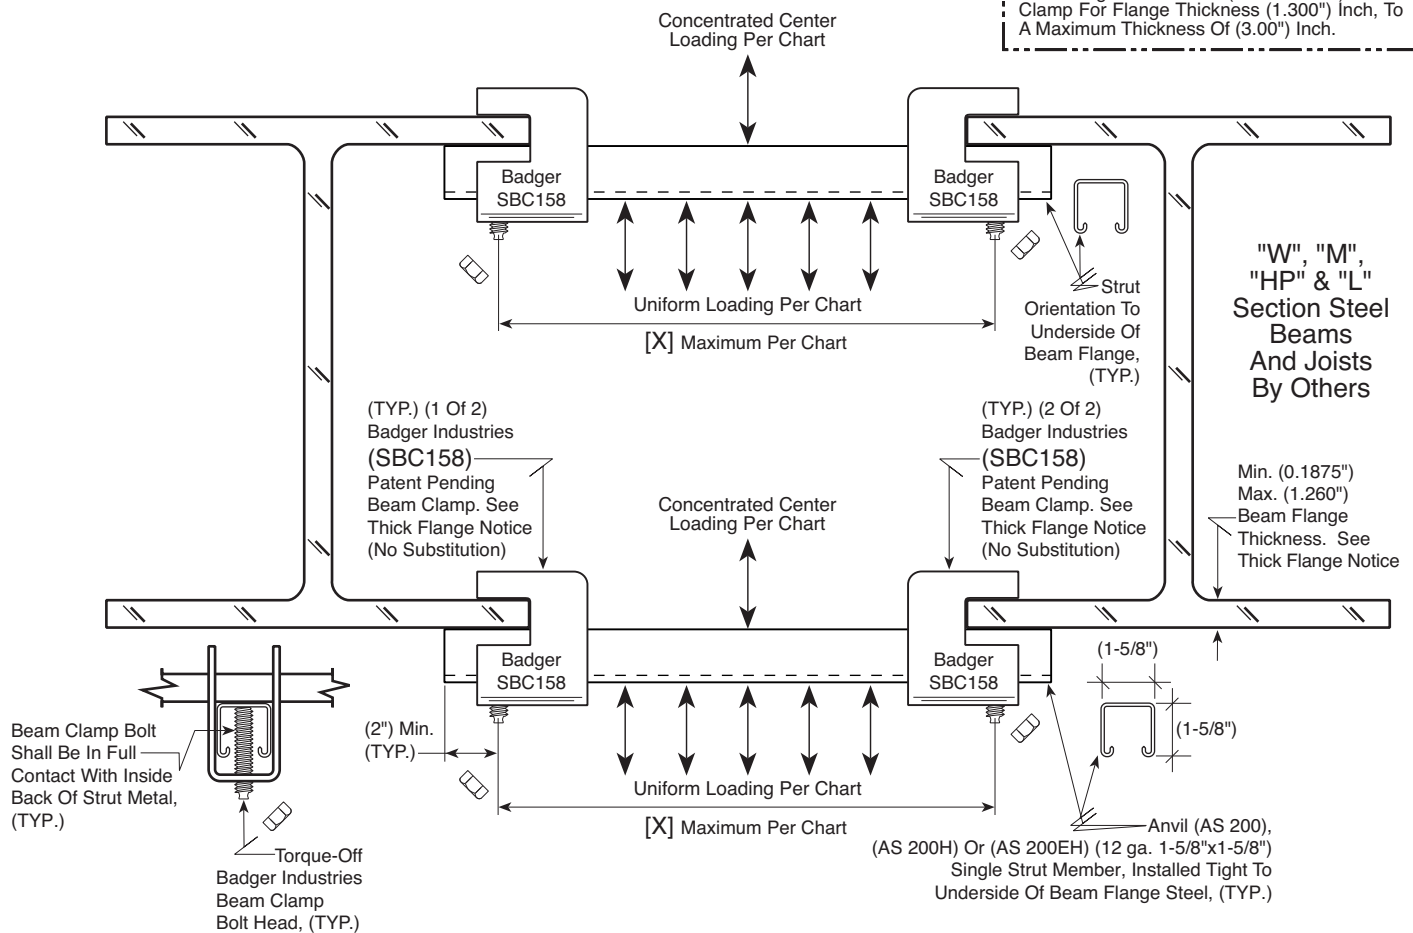 Clamp For Flange Thickness (1.300") Inch, To
A Maximum Thickness Of (3.00") Inch.
Concentrated Center
Loading Per Chart
Badger
SBC158
Badger
SBC158
Uniform Loading Per Chart
[X] Maximum Per Chart
Strut
Orientation To
Underside Of
Beam Flange,
(TYP.)
"W", "M",
"HP" & "L"
Section Steel
Beams
And Joists
By Others
(TYP.) (1 Of 2)
Badger Industries
(SBC158)
Patent Pending
Beam Clamp. See
Thick Flange Notice
(No Substitution)
Concentrated Center
Loading Per Chart
(TYP.) (2 Of 2)
Badger Industries
(SBC158)
Patent Pending
Beam Clamp. See
Thick Flange Notice
(No Substitution)
Min. (0.1875")
Max. (1.260")
Beam Flange
Thickness. See
Thick Flange Notice
Badger
SBC158
Badger
SBC158
(1-5/8")
(1-5/8")
Beam Clamp Bolt
Shall Be In Full
Contact With Inside
Back Of Strut Metal,
(TYP.)
(2") Min.
(TYP.)
Uniform Loading Per Chart
[X] Maximum Per Chart
Torque-Off
Badger Industries
Beam Clamp
Bolt Head, (TYP.)
Anvil (AS 200),
(AS 200H) Or (AS 200EH) (12 ga. 1-5/8"x1-5/8")
Single Strut Member, Installed Tight To
Underside Of Beam Flange Steel, (TYP.)